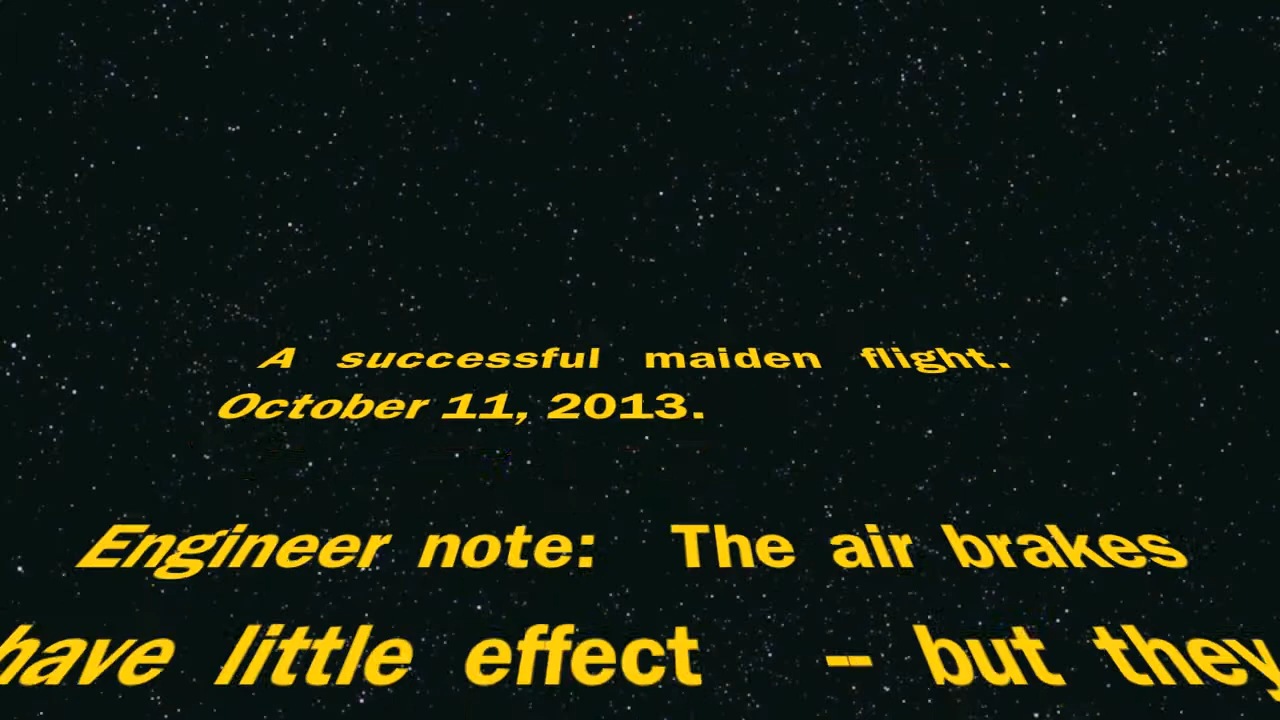 A successful maiden flight.
October 11, 2013.
Engineer note: The air brakes
have little effect – but they